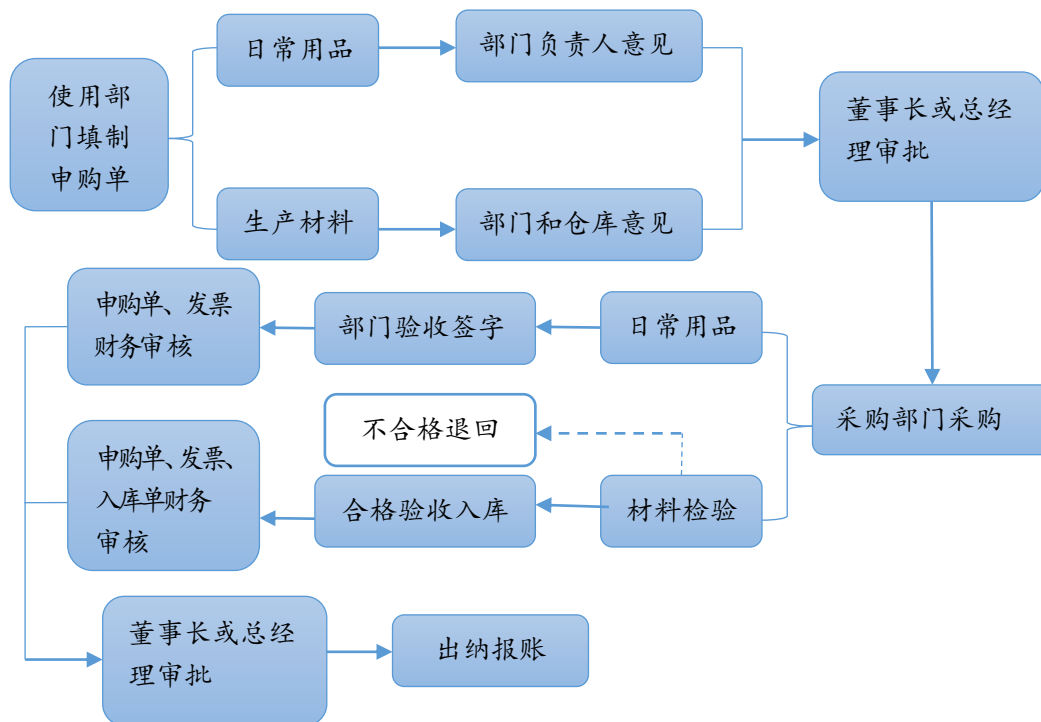 使用部
门填制
申购单
日常用品
部门负责人意见
生产材料
部门和仓库意见
董事长或总经
理审批
申购单、发票
财务审核
部门验收签字
日常用品
采购部门采购
不合格退回
申购单、发票、
入库单财务
审核
合格验收入库
材料检验
董事长或总经
理审批
出纳报账